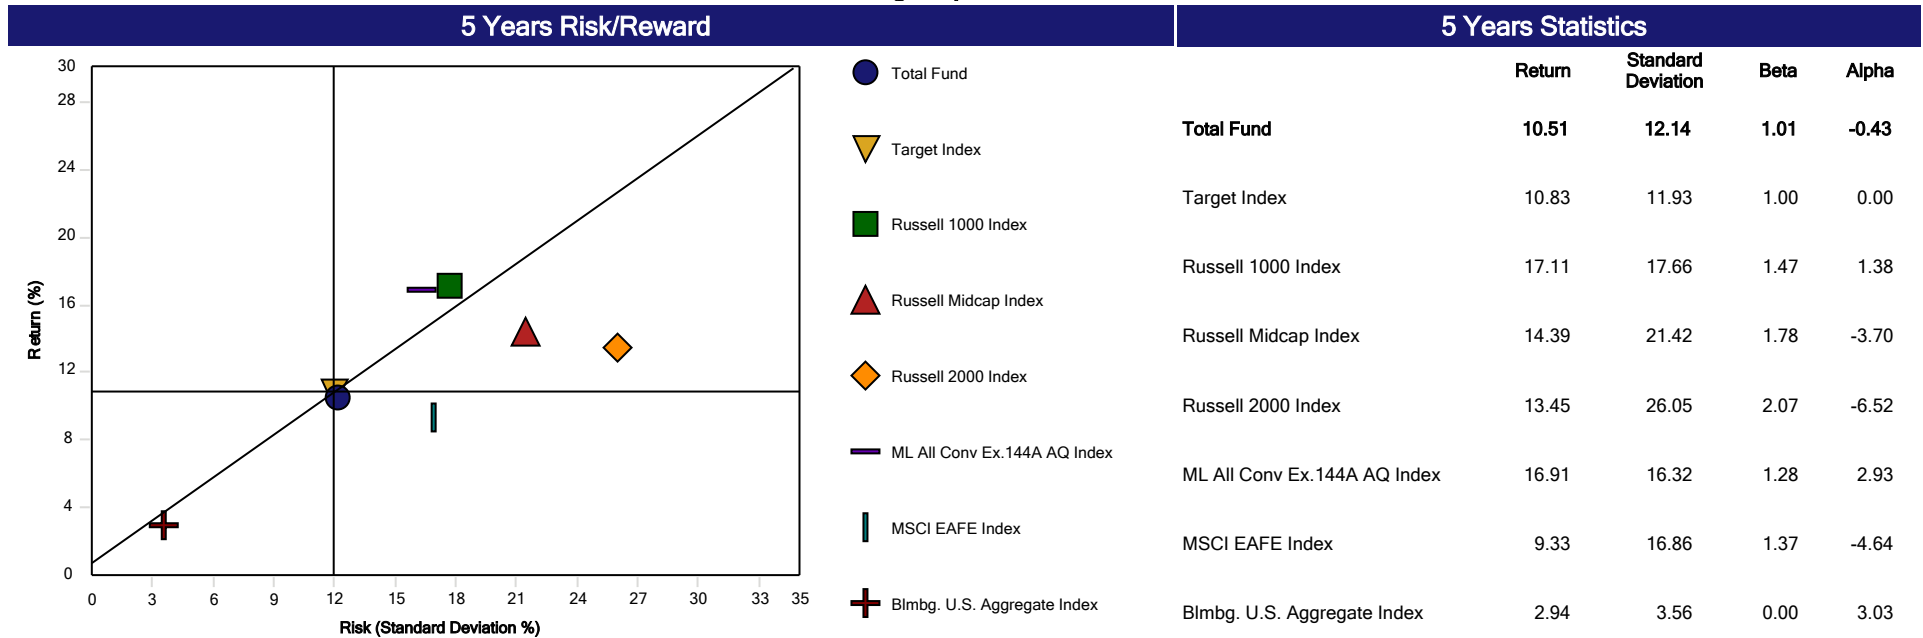 5 Years Risk/Reward
5 Years Statistics
30
28
24
20
16
12
8
4
0
Return (%)
0 3 6 9 12 15 18 21 24 27 30 33 35
Risk (Standard Deviation %)
Total Fund
Target Index
Russell 1000 Index
Russell Midcap Index
Russell 2000 Index
ML All Conv Ex.144A AQ Index
MSCI EAFE Index
Blmbg. U.S. Aggregate Index
Return Standard Deviation Beta Alpha
Total Fund 10.51 12.14 1.01 -0.43
Target Index 10.83 11.93 1.00 0.00
Russell 1000 Index 17.11 17.66 1.47 1.38
Russell Midcap Index 14.39 21.42 1.78 -3.70
Russell 2000 Index 13.45 26.05 2.07 -6.52
ML All Conv Ex.144A AQ Index 16.91 16.32 1.28 2.93
MSCI EAFE Index 9.33 16.86 1.37 -4.64
Blmbg. U.S. Aggregate Index 2.94 3.56 0.00 3.03